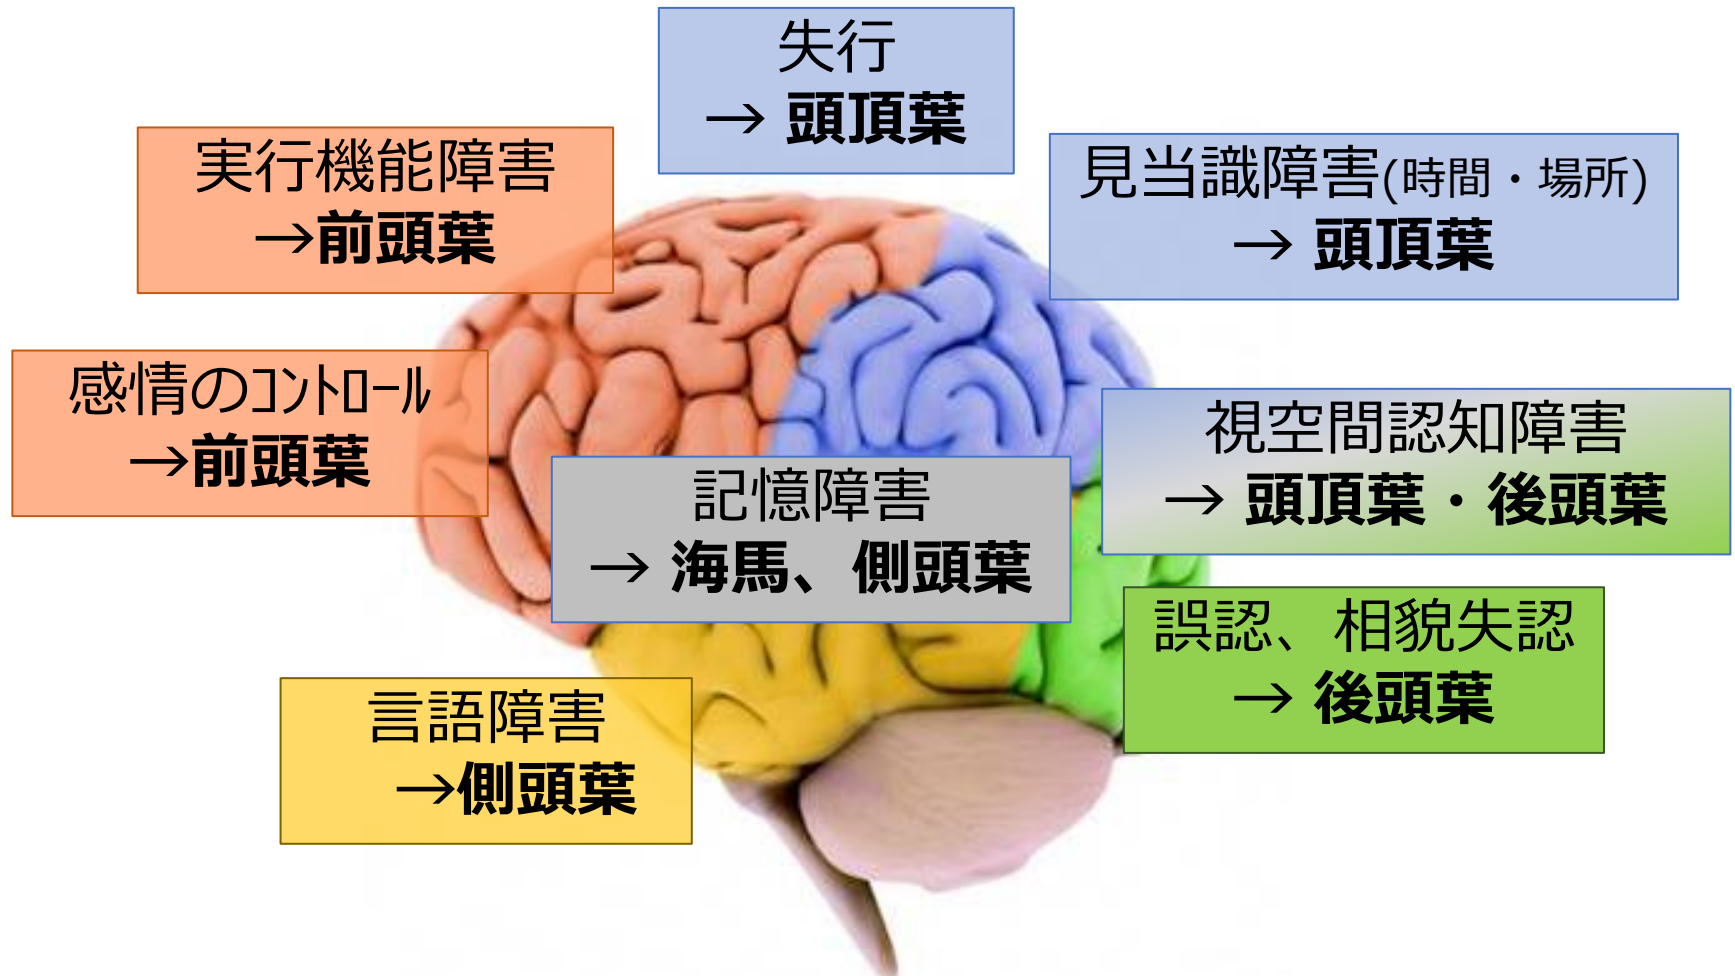 失行
→ 頭頂葉
実行機能障害
→前頭葉
見当識障害(時間・場所)
→ 頭頂葉
感情のｺﾝﾄﾛｰﾙ
→前頭葉
視空間認知障害
→ 頭頂葉・後頭葉
記憶障害
→ 海馬、側頭葉
誤認、相貌失認
→ 後頭葉
言語障害
→側頭葉